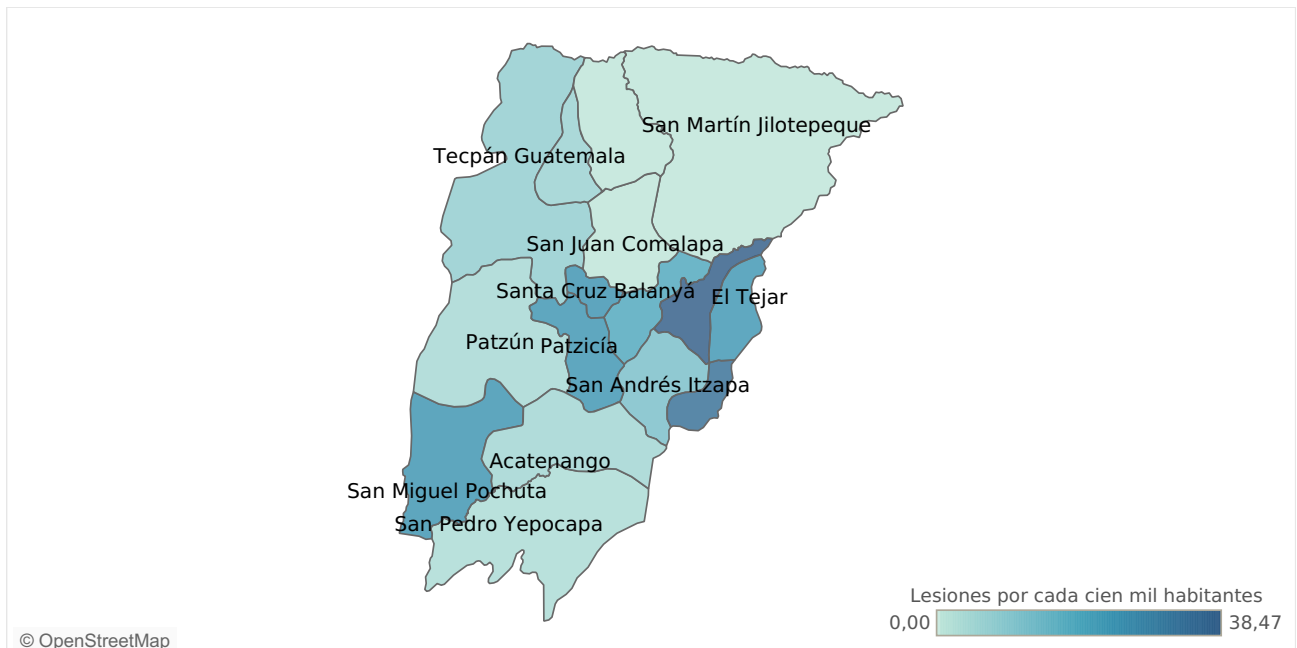 San Martín Jilotepeque
Tecpán Guatemala
San Juan Comalapa
Santa Cruz Balanyá
El Tejar
Patzún
Patzicía
San Andrés Itzapa
Acatenango
San Miguel Pochuta
San Pedro Yepocapa
Lesiones por cada cien mil habitantes
0,00
38,47
© OpenStreetMap